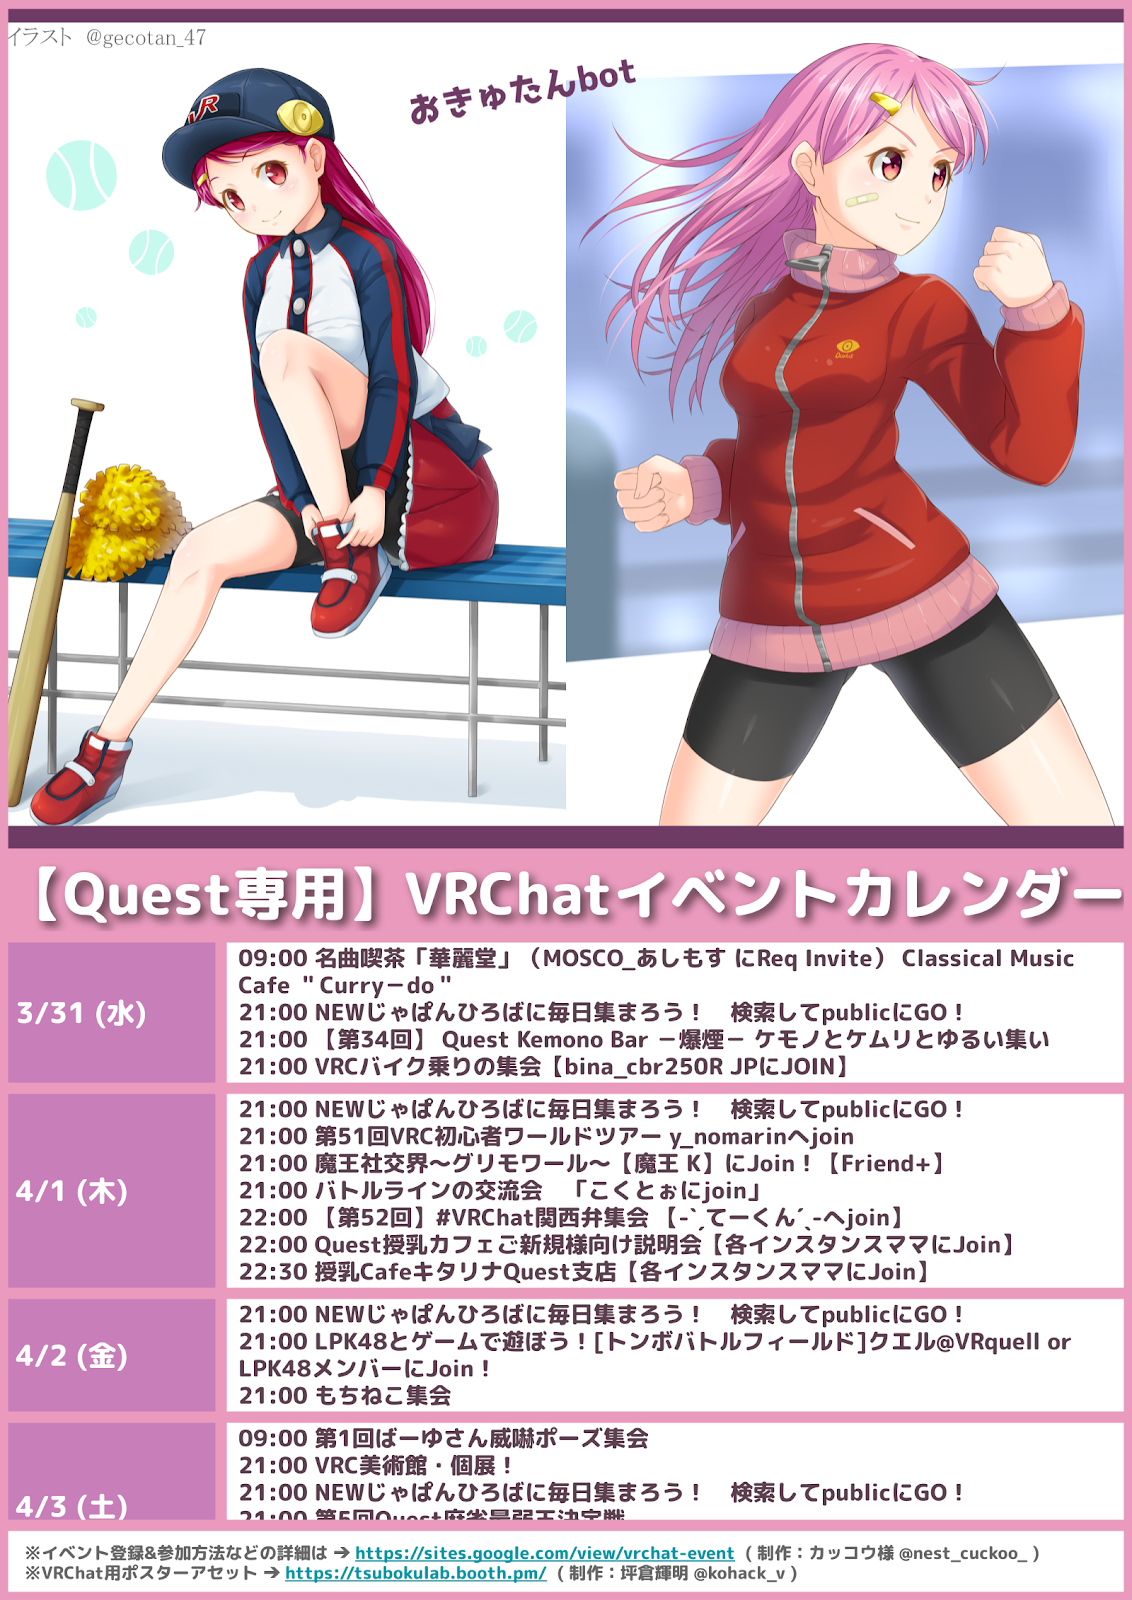 イラスト @gecotan_47
おきゅたんbot
VR
Quest
【Quest専用】VRChatイベントカレンダー
3/31 (水)
09:00 名曲喫茶「華麗堂」（MOSCO_あしもす にReq Invite） Classical Music
Cafe ＂Curry－do＂
21:00 NEWじゃぱんひろばに毎日集まろう！　検索してpublicにGO！
21:00 【第34回】 Quest Kemono Bar －爆煙－ ケモノとケムリとゆるい集い
21:00 VRCバイク乗りの集会【bina_cbr250R JPにJOIN】
4/1 (木)
21:00 NEWじゃぱんひろばに毎日集まろう！　検索してpublicにGO！
21:00 第51回VRC初心者ワールドツアー y_nomarinへjoin
21:00 魔王社交界～グリモワール～【魔王 K】にJoin！【Friend+】
21:00 バトルラインの交流会　「こくとぉにjoin」
22:00 【第52回】#VRChat関西弁集会 【-ˋˏてーくんˊˎ-へjoin】
22:00 Quest授乳カフェご新規様向け説明会【各インスタンスママにJoin】
22:30 授乳CafeキタリナQuest支店【各インスタンスママにJoin】
4/2 (金)
21:00 NEWじゃぱんひろばに毎日集まろう！　検索してpublicにGO！
21:00 LPK48とゲームで遊ぼう！[トンボバトルフィールド]クエル@VRquell or
LPK48メンバーにJoin！
21:00 もちねこ集会
4/3 (土)
09:00 第1回ばーゆさん威嚇ポーズ集会
21:00 VRC美術館・個展！
21:00 NEWじゃぱんひろばに毎日集まろう！　検索してpublicにGO！
21:00 第5回Quest麻雀最弱王決定戦
※イベント登録&参加方法などの詳細は → https://sites.google.com/view/vrchat-event （制作：カッコウ様 @nest_cuckoo_）
※VRChat用ポスターアセット → https://tsubokulab.booth.pm/ （制作：坪倉輝明 @kohack_v）